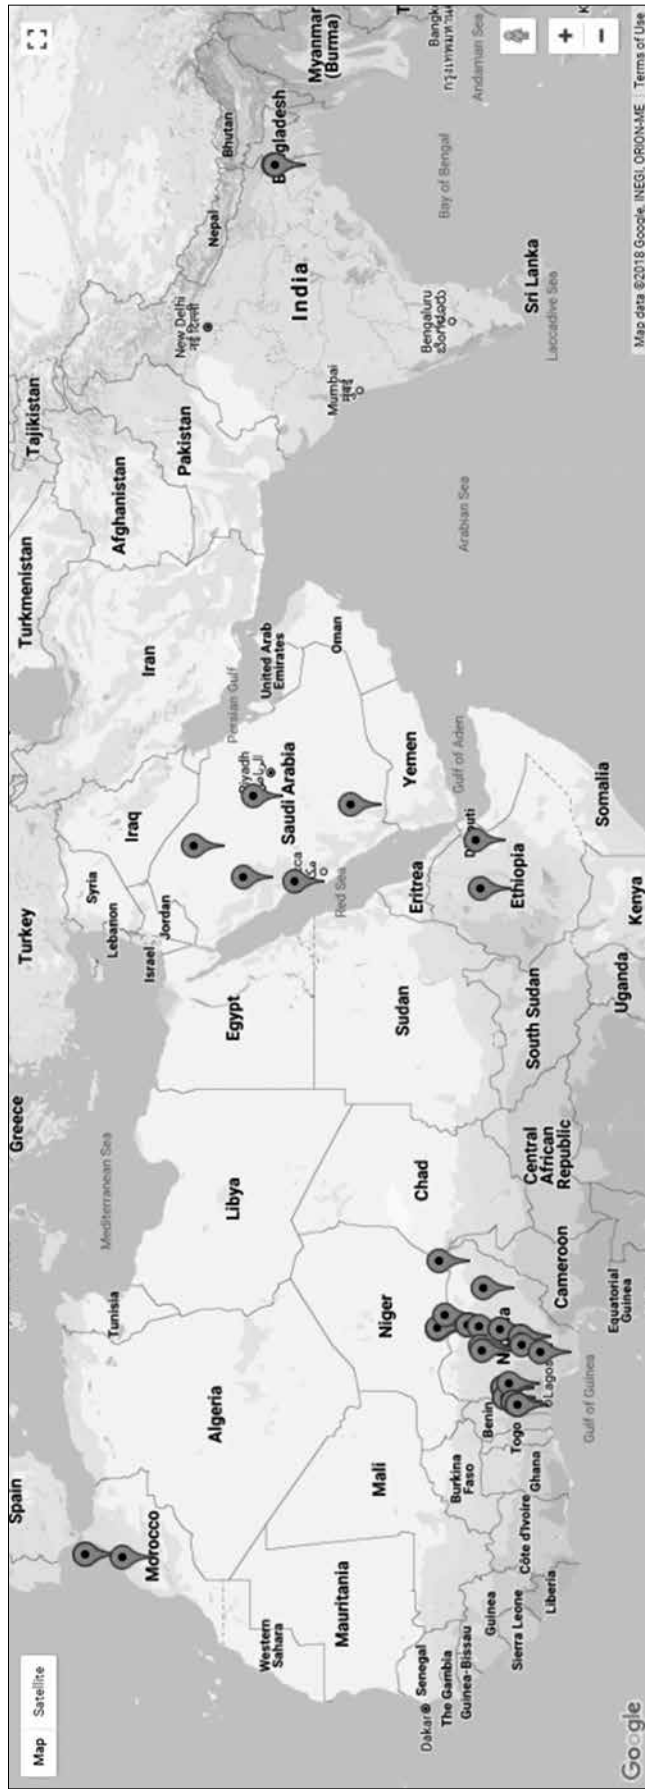 Map Satellite
Spain
Greece
Turkey
Turkmenistan
Tajikistan
Mediterranean Sea
Tunisia
Syria
Lebanon
Israel
Jordan
Iraq
Iran
Afghanistan
Pakistan
New Delhi
नई दिल्ली
Nepal
Bhutan
Morocco
Algeria
Libya
Egypt
Persian Gulf
United Arab
Emirates
Saudi Arabia
Oman
India
Myanmar
(Burma)
Western
Sahara
Mauritania
Mali
Niger
Chad
Sudan
Red Sea
Eritrea
Yemen
Gulf of Aden
Arabian Sea
Mumbai
मुंबई
Bay of Bengal
Andaman Sea
Dakar
Senegal
The Gambia
Guinea-Bissau
Guinea
Sierra Leone
Liberia
Côte d'Ivoire
Burkina
Faso
Ghana
Togo
Benin
Lagos
Gulf of Guinea
Cameroon
Equatorial
Guinea
Central
African
Republic
South Sudan
Ethiopia
Somalia
Uganda
Kenya
Bengaluru
Sri Lanka
Laccadive Sea
Google
Map data ©2018 Google, INEGI, ORION-ME
Terms of Use